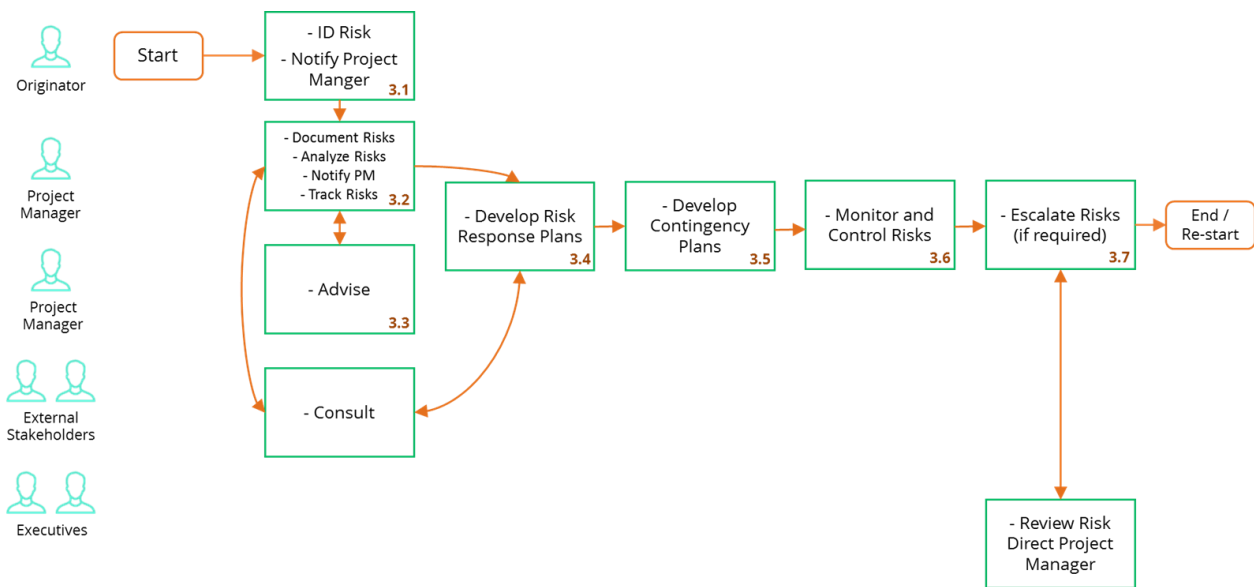 Originator
Start
- ID Risk
- Notify Project
Manger
3.1
Project
Manager
- Document Risks
- Analyze Risks
- Notify PM
- Track Risks
3.2
- Develop Risk
Response Plans
3.4
- Develop
Contingency
Plans
3.5
- Monitor and
Control Risks
3.6
- Escalate Risks
(if required)
3.7
End /
Re-start
Project
Manager
- Advise
3.3
External
Stakeholders
- Consult
Executives
- Review Risk
Direct Project
Manager